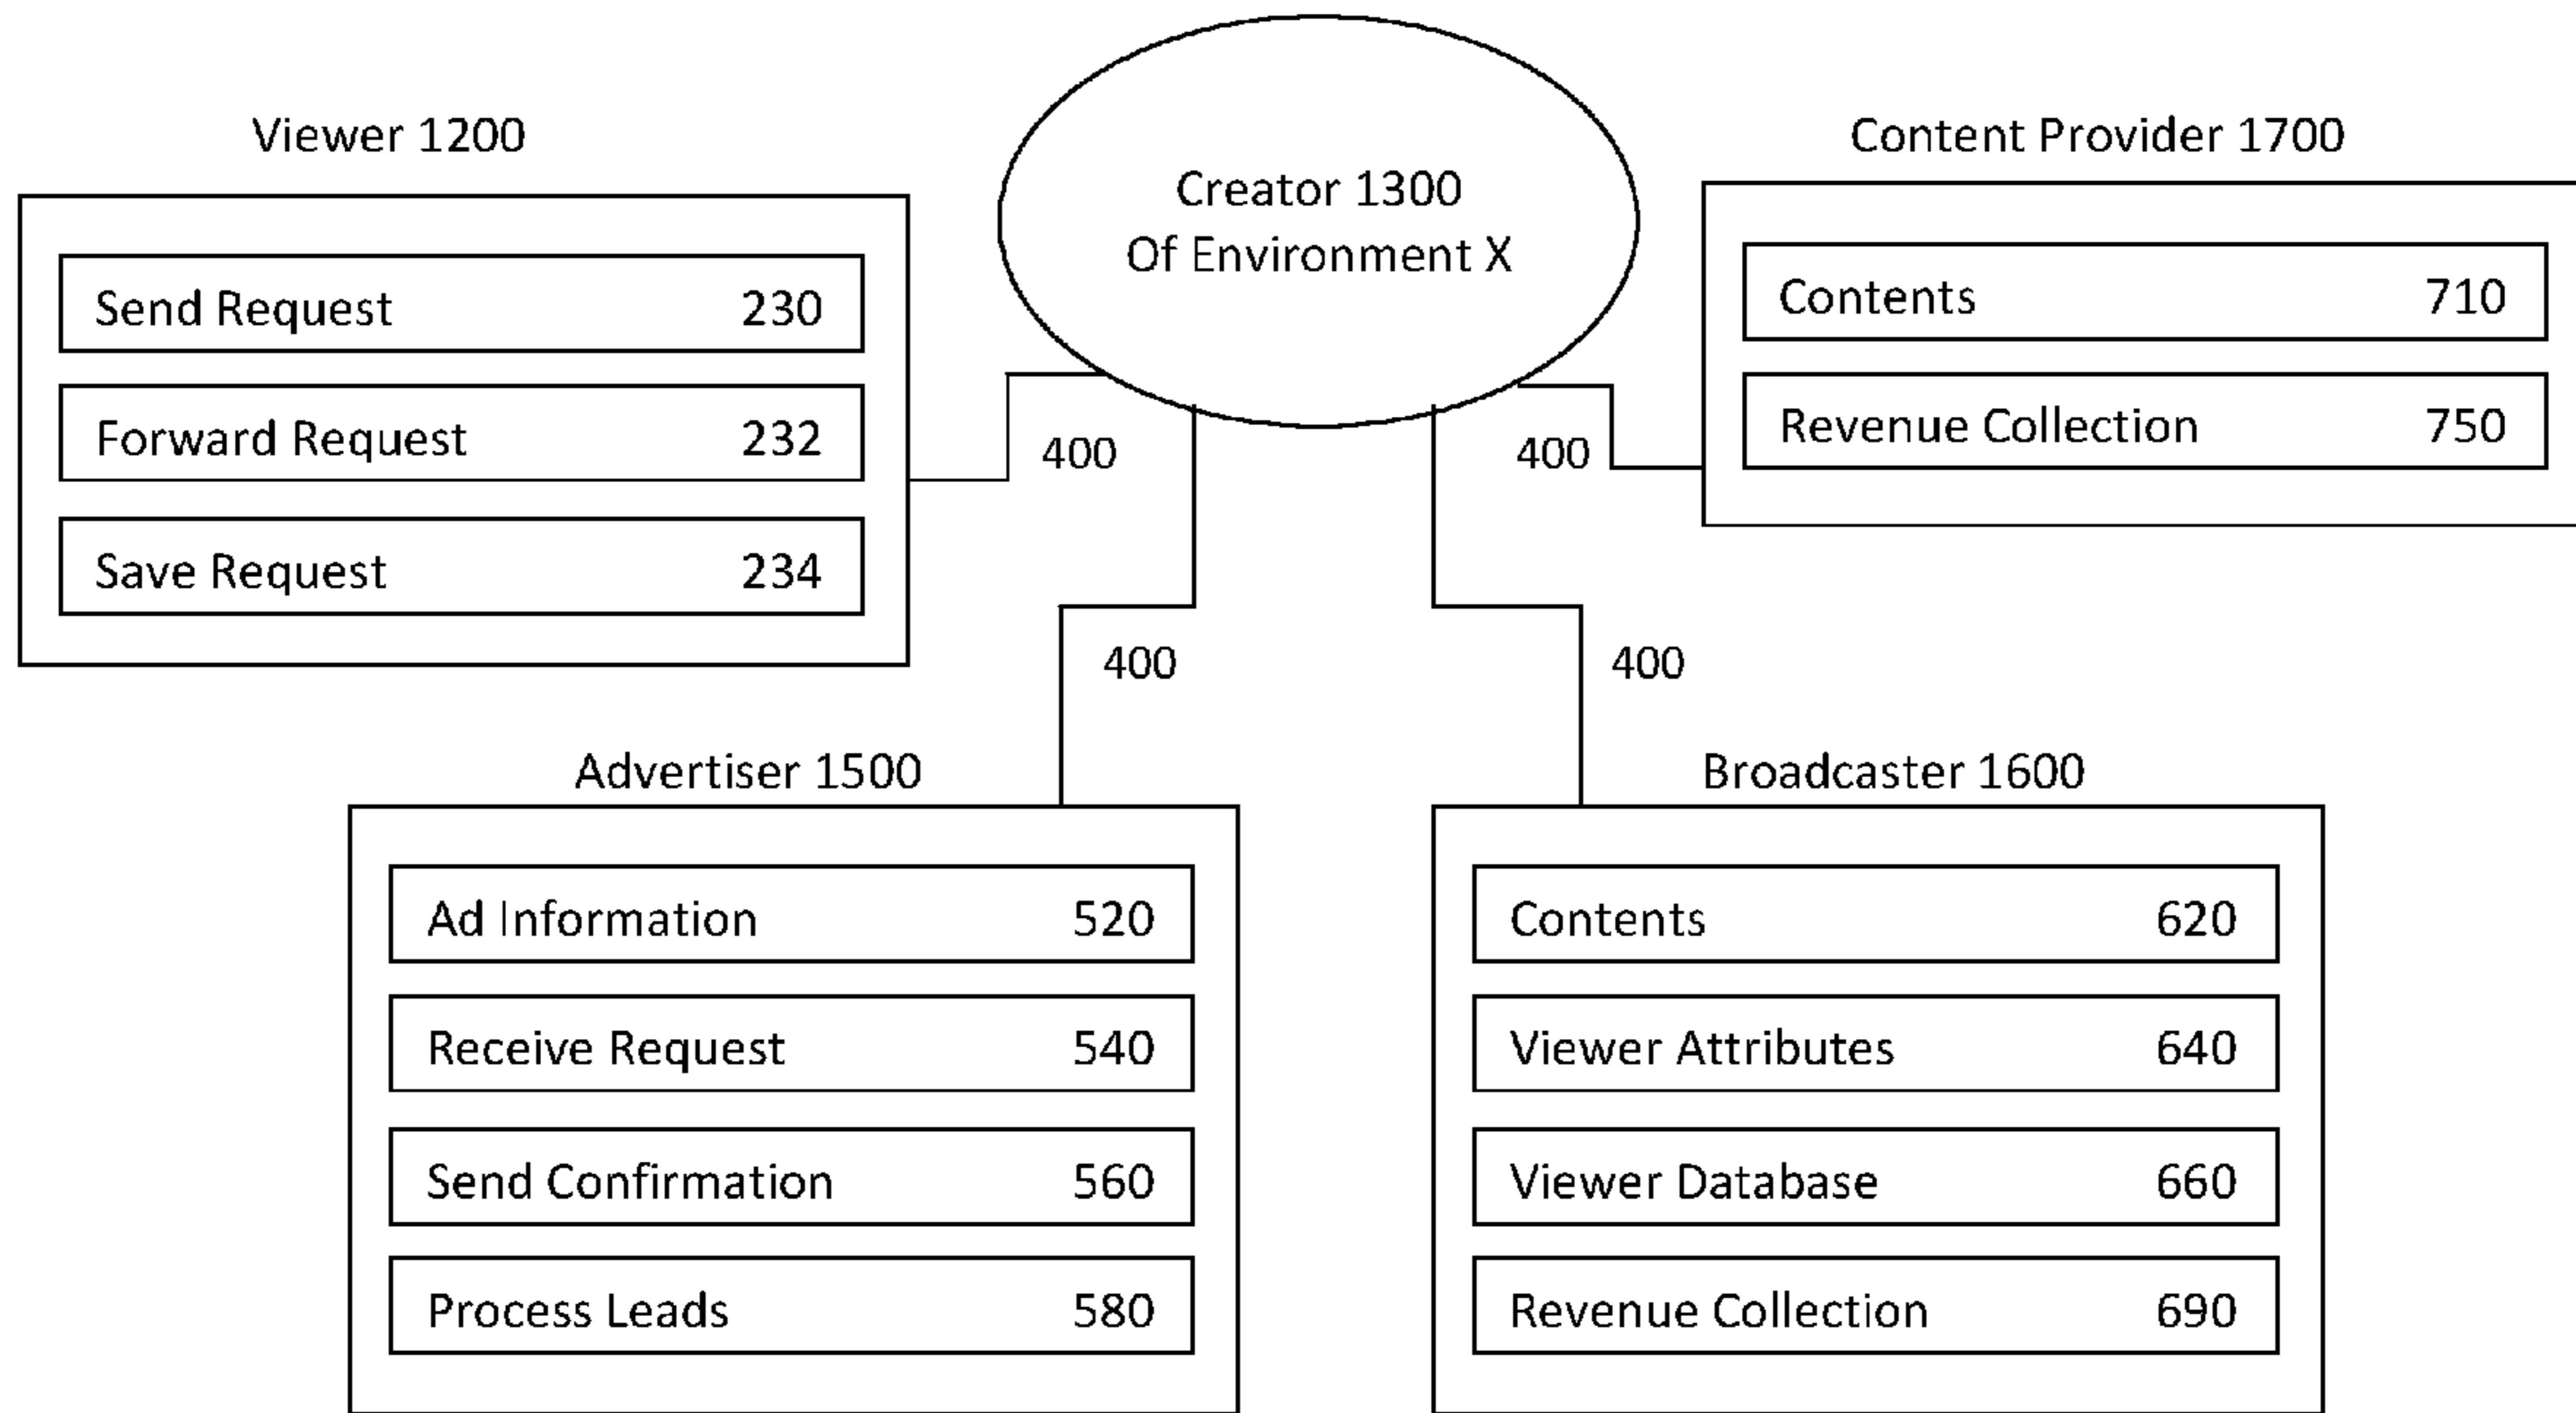 Viewer 1200
Send Request 230
Forward Request 232
Save Request 234
Creator 1300
Of Environment X
Content Provider 1700
Contents 710
Revenue Collection 750
400
400
400
400
Advertiser 1500
Ad Information 520
Receive Request 540
Send Confirmation 560
Process Leads 580
Broadcaster 1600
Contents 620
Viewer Attributes 640
Viewer Database 660
Revenue Collection 690